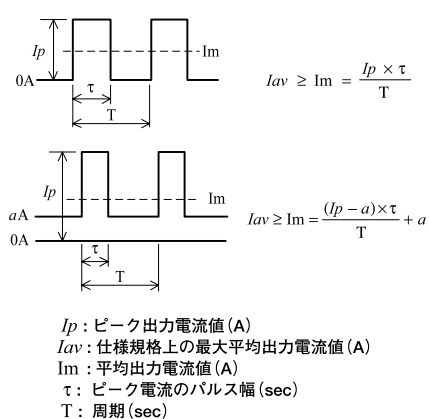 Ip
Im
0A
τ
T
Iav ≥ Im = Ip × τ / T
Ip
Im
aA
0A
τ
T
Iav ≥ Im = (Ip − a)×τ / T + a
Ip：ピーク出力電流値(A)
Iav：仕様規格上の最大平均出力電流値(A)
Im：平均出力電流値(A)
τ：ピーク電流のパルス幅(sec)
T：周期(sec)